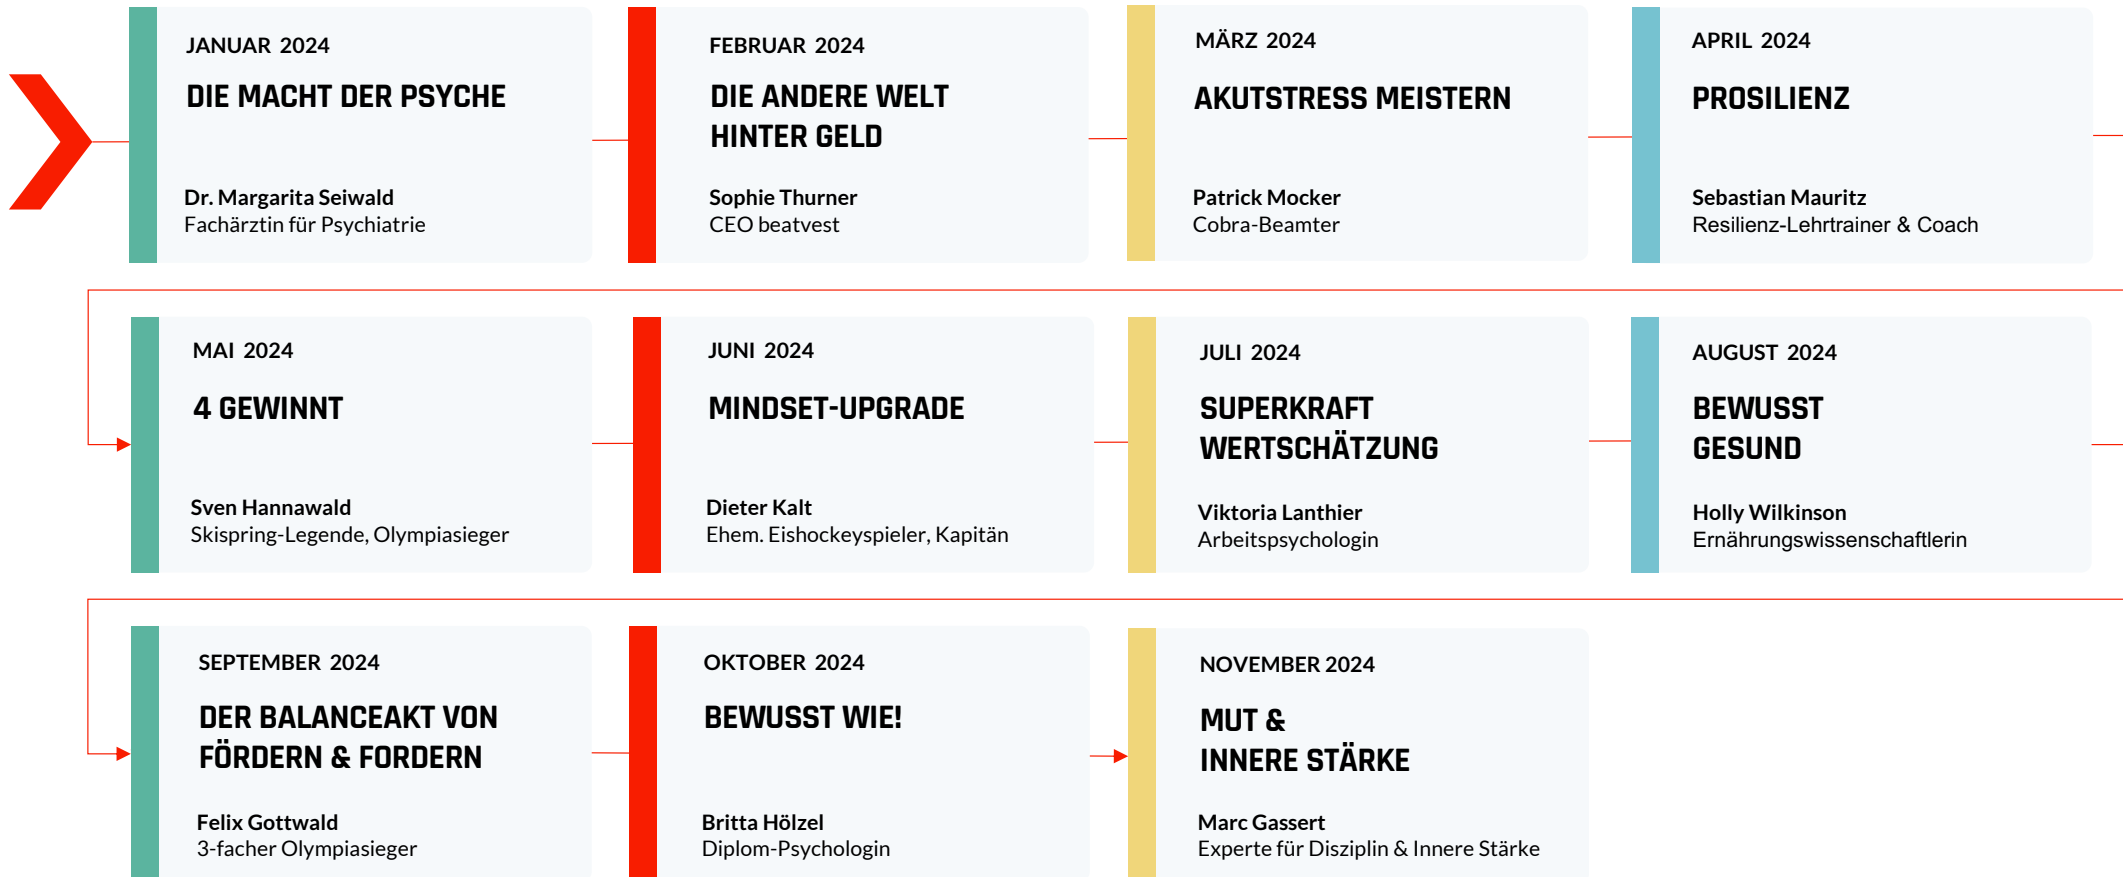 JANUAR 2024
DIE MACHT DER PSYCHE
Dr. Margarita Seiwald
Fachärztin für Psychiatrie
FEBRUAR 2024
DIE ANDERE WELT
HINTER GELD
Sophie Thurner
CEO beatvest
MÄRZ 2024
AKUTSTRESS MEISTERN
Patrick Mocker
Cobra-Beamter
APRIL 2024
PROSILIENZ
Sebastian Mauritz
Resilienz-Lehrtrainer & Coach
MAI 2024
4 GEWINNT
Sven Hannawald
Skispring-Legende, Olympiasieger
JUNI 2024
MINDSET-UPGRADE
Dieter Kalt
Ehem. Eishockeyspieler, Kapitän
JULI 2024
SUPERKRAFT
WERTSCHÄTZUNG
Viktoria Lanthier
Arbeitspsychologin
AUGUST 2024
BEWUSST
GESUND
Holly Wilkinson
Ernährungswissenschaftlerin
SEPTEMBER 2024
DER BALANCEAKT VON
FÖRDERN & FORDERN
Felix Gottwald
3-facher Olympiasieger
OKTOBER 2024
BEWUSST WIE!
Britta Hölzel
Diplom-Psychologin
NOVEMBER 2024
MUT &
INNERE STÄRKE
Marc Gassert
Experte für Disziplin & Innere Stärke